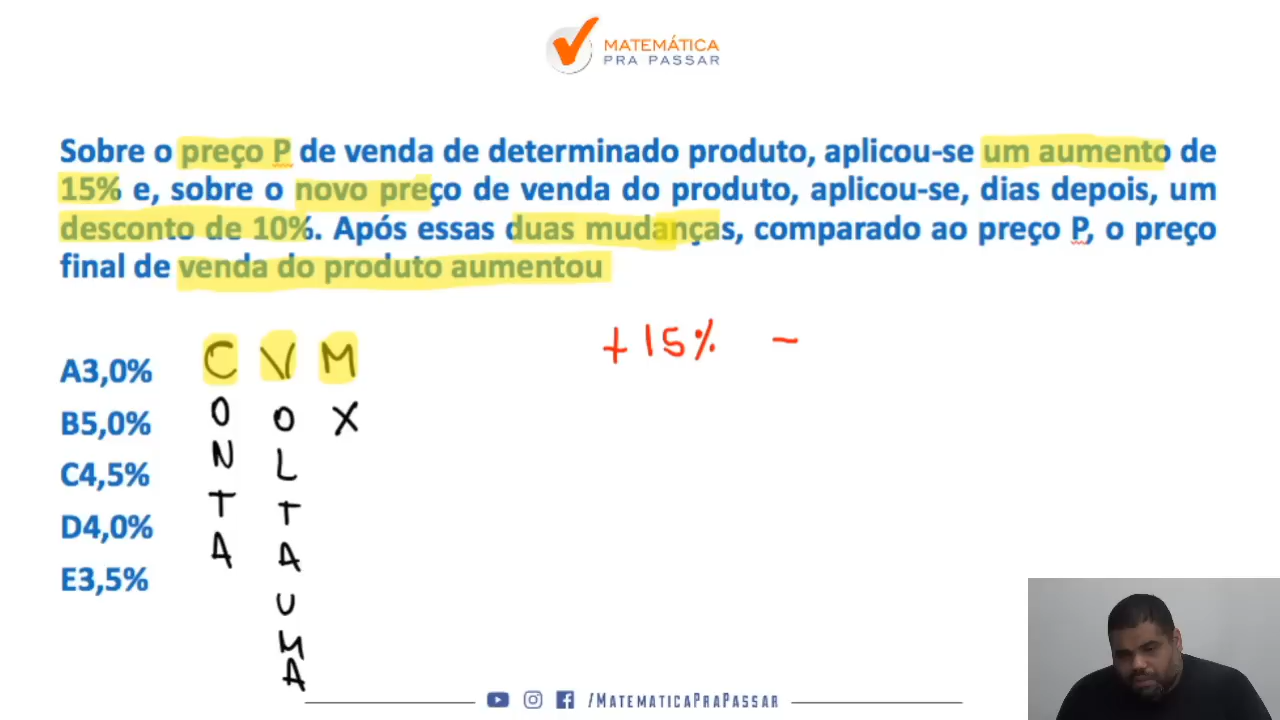 MATEMÁTICA
PRA PASSAR
Sobre o preço P de venda de determinado produto, aplicou-se um aumento de
15% e, sobre o novo preço de venda do produto, aplicou-se, dias depois, um
desconto de 10%. Após essas duas mudanças, comparado ao preço P, o preço
final de venda do produto aumentou
A3,0%
B5,0%
C4,5%
D4,0%
E3,5%
CONTA
VOLTAUMA
MX
+15% -
/MATEMATICAPRAPASSAR